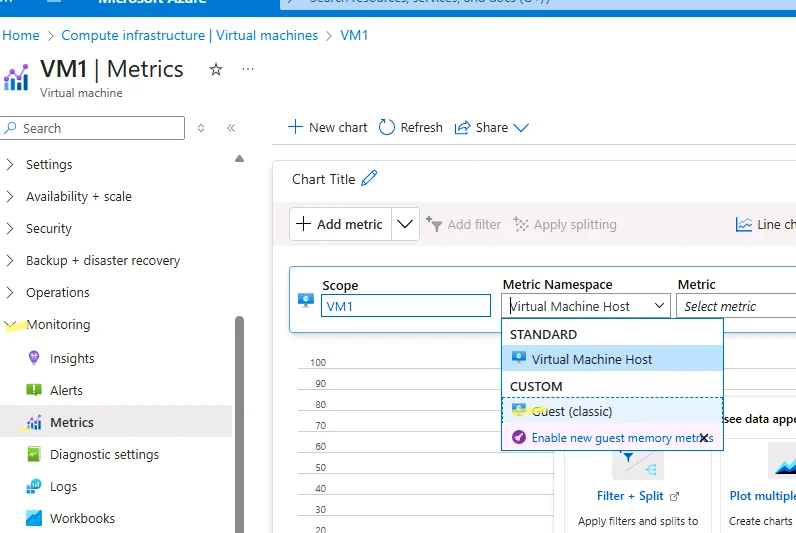 Microsoft Azure
Search resources, services, and docs (G+/)
Home > Compute infrastructure | Virtual machines > VM1
VM1 | Metrics
Virtual machine
Search
New chart
Refresh
Share
Settings
Availability + scale
Security
Backup + disaster recovery
Operations
Monitoring
Insights
Alerts
Metrics
Diagnostic settings
Logs
Workbooks
Chart Title
Add metric
Add filter
Apply splitting
Line ch
Scope
VM1
Metric Namespace
Virtual Machine Host
Metric
Select metric
STANDARD
Virtual Machine Host
CUSTOM
Guest (classic)
Enable new guest memory metrics
100
90
80
70
60
50
40
30
20
see data appe
Filter + Split
Apply filters and splits to
Plot multiple
Create charts